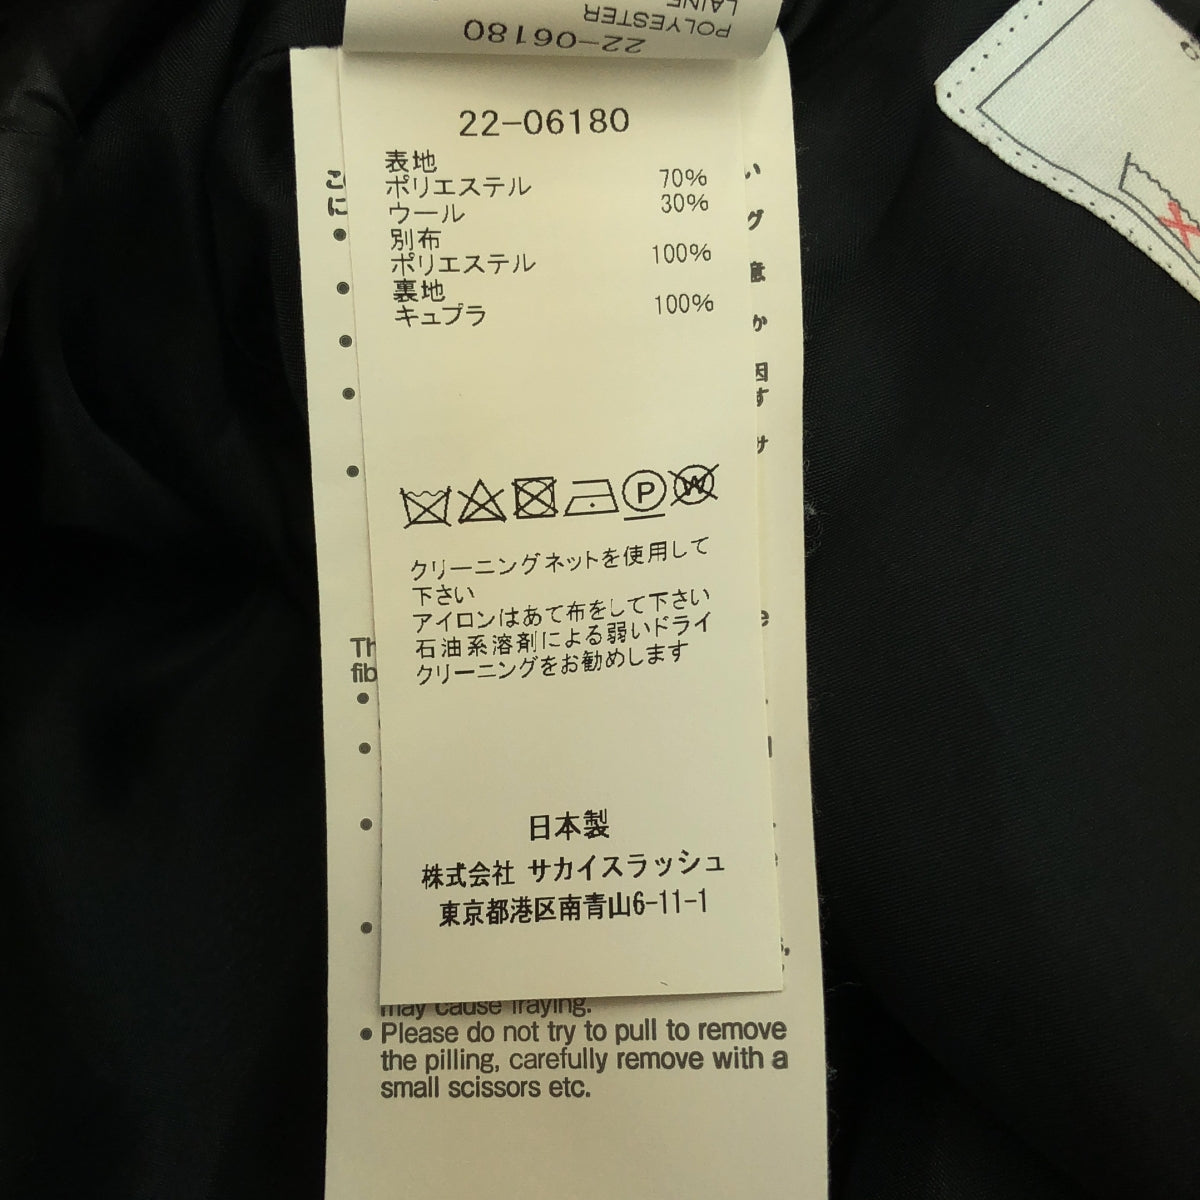 22-06180
POLYESTER
LAINE
22-06180
表地
ポリエステル 70%
ウール 30%
別布
ポリエステル 100%
裏地
キュプラ 100%
P
W
クリーニングネットを使用して
下さい
アイロンはあて布をして下さい
石油系溶剤による弱いドライ
クリーニングをお勧めします
日本製
株式会社 サカイスラッシュ
東京都港区南青山6-11-1
may cause fraying.
• Please do not try to pull to remove
the pilling, carefully remove with a
small scissors etc.